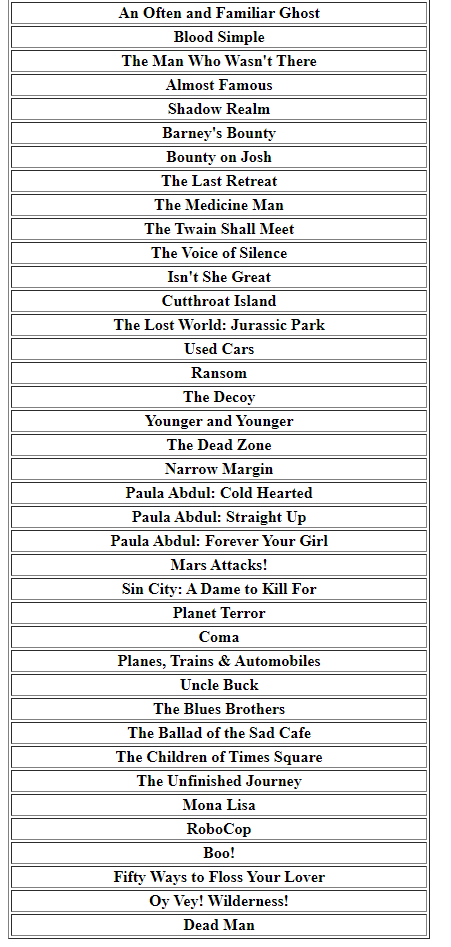 An Often and Familiar Ghost
Blood Simple
The Man Who Wasn't There
Almost Famous
Shadow Realm
Barney's Bounty
Bounty on Josh
The Last Retreat
The Medicine Man
The Twain Shall Meet
The Voice of Silence
Isn't She Great
Cutthroat Island
The Lost World: Jurassic Park
Used Cars
Ransom
The Decoy
Younger and Younger
The Dead Zone
Narrow Margin
Paula Abdul: Cold Hearted
Paula Abdul: Straight Up
Paula Abdul: Forever Your Girl
Mars Attacks!
Sin City: A Dame to Kill For
Planet Terror
Coma
Planes, Trains & Automobiles
Uncle Buck
The Blues Brothers
The Ballad of the Sad Cafe
The Children of Times Square
The Unfinished Journey
Mona Lisa
RoboCop
Boo!
Fifty Ways to Floss Your Lover
Oy Vey! Wilderness!
Dead Man